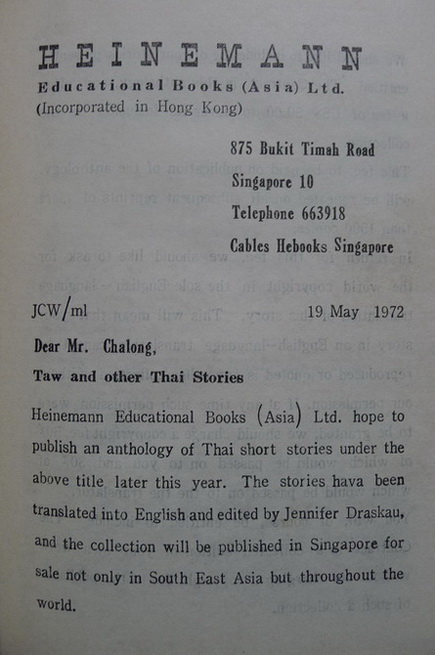 HEINEMANN
Educational Books (Asia) Ltd.
(Incorporated in Hong Kong)
875 Bukit Timah Road
Singapore 10
Telephone 663918
Cables Hebooks Singapore
JCW/ml 19 May 1972
Dear Mr. Chalong,
Taw and other Thai Stories
Heinemann Educational Books (Asia) Ltd. hope to
publish an anthology of Thai short stories under the
above title later this year. The stories hava been
translated into English and edited by Jennifer Draskau,
and the collection will be published in Singapore for
sale not only in South East Asia but throughout the
world.